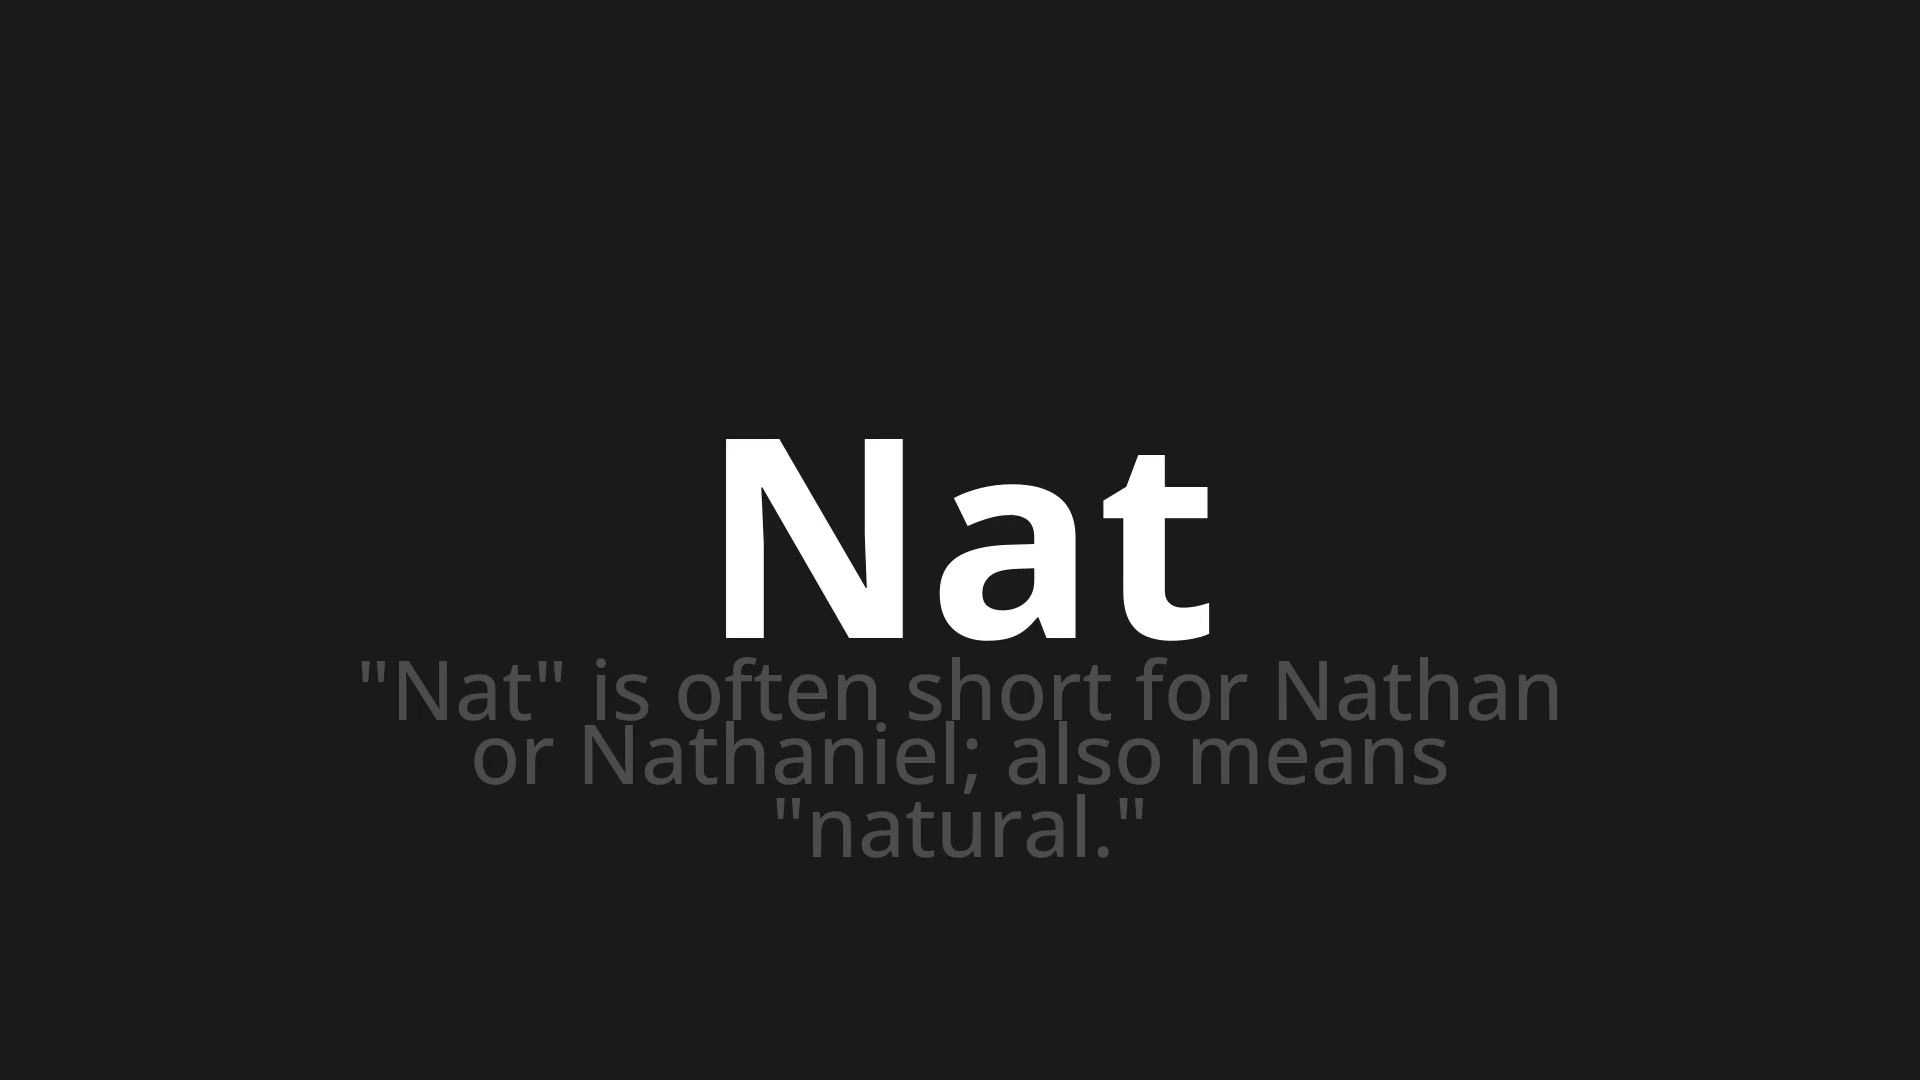 Nat
"Nat" is often short for Nathan
or Nathaniel; also means
"natural."